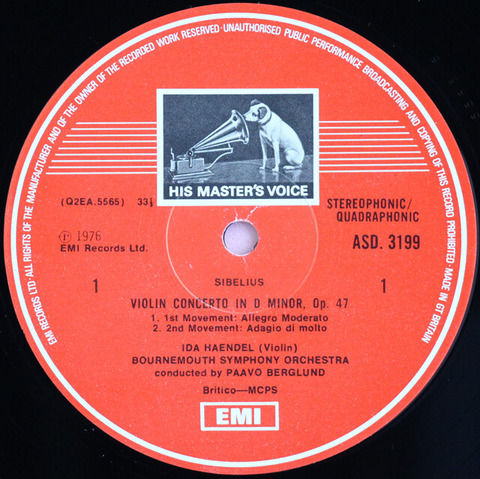 EMI RECORDS LTD·ALL RIGHTS OF THE MANUFACTURER AND OF THE OWNER OF THE RECORDED WORK RESERVED·UNAUTHORISED PUBLIC PERFORMANCE BROADCASTING AND COPYING OF THIS RECORD PROHIBITED MADE IN GT BRITAIN
HIS MASTER'S VOICE
(Q2EA.5565) 33⅓
STEREOPHONIC/
QUADRAPHONIC
℗ 1976
EMI Records Ltd.
ASD. 3199
1 1
SIBELIUS
VIOLIN CONCERTO IN D MINOR, Op. 47
1. 1st Movement: Allegro Moderato
2. 2nd Movement: Adagio di molto
IDA HAENDEL (Violin)
BOURNEMOUTH SYMPHONY ORCHESTRA
conducted by PAAVO BERGLUND
Britico—MCPS
EMI